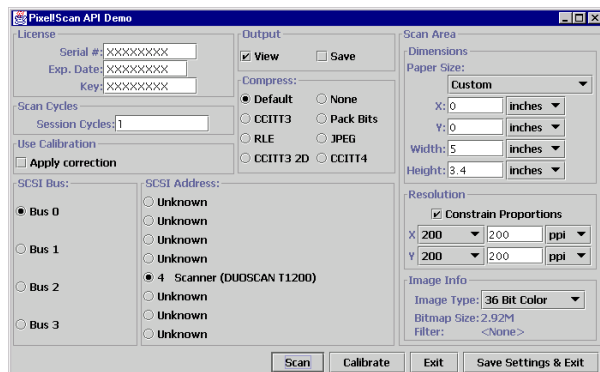 Pixel!Scan API Demo
License
Serial #: XXXXXXXX
Exp. Date: XXXXXXXX
Key: XXXXXXXX
Scan Cycles
Session Cycles: 1
Use Calibration
Apply correction
Output
View Save
Compress:
Default None
CCITT3 Pack Bits
RLE JPEG
CCITT3 2D CCITT4
SCSI Bus:
Bus 0
Bus 1
Bus 2
Bus 3
SCSI Address:
Unknown
Unknown
Unknown
Unknown
4 Scanner (DUOSCAN T1200)
Unknown
Unknown
Unknown
Scan Area
Dimensions
Paper Size:
Custom
X: 0 inches
Y: 0 inches
Width: 5 inches
Height: 3.4 inches
Resolution
Constrain Proportions
X 200 200 ppi
Y 200 200 ppi
Image Info
Image Type: 36 Bit Color
Bitmap Size: 2.92M
Filter: <None>
Scan Calibrate Exit Save Settings & Exit